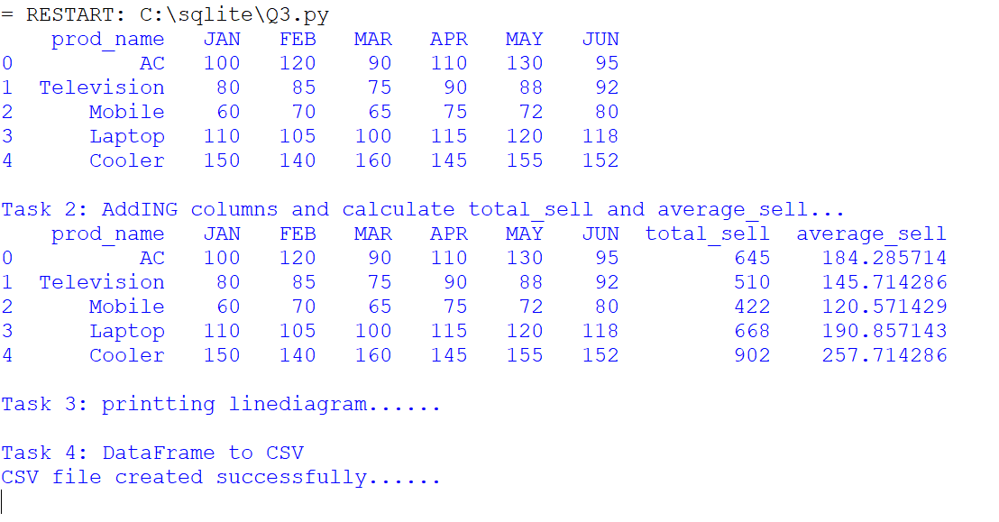 = RESTART: C:\sqlite\Q3.py
    prod_name   JAN   FEB   MAR   APR   MAY   JUN
0          AC   100   120    90   110   130    95
1  Television    80    85    75    90    88    92
2      Mobile    60    70    65    75    72    80
3      Laptop   110   105   100   115   120   118
4      Cooler   150   140   160   145   155   152

Task 2: AddING columns and calculate total_sell and average_sell...
    prod_name   JAN   FEB   MAR   APR   MAY   JUN  total_sell  average_sell
0          AC   100   120    90   110   130    95         645    184.285714
1  Television    80    85    75    90    88    92         510    145.714286
2      Mobile    60    70    65    75    72    80         422    120.571429
3      Laptop   110   105   100   115   120   118         668    190.857143
4      Cooler   150   140   160   145   155   152         902    257.714286

Task 3: printting linediagram......

Task 4: DataFrame to CSV
CSV file created successfully......